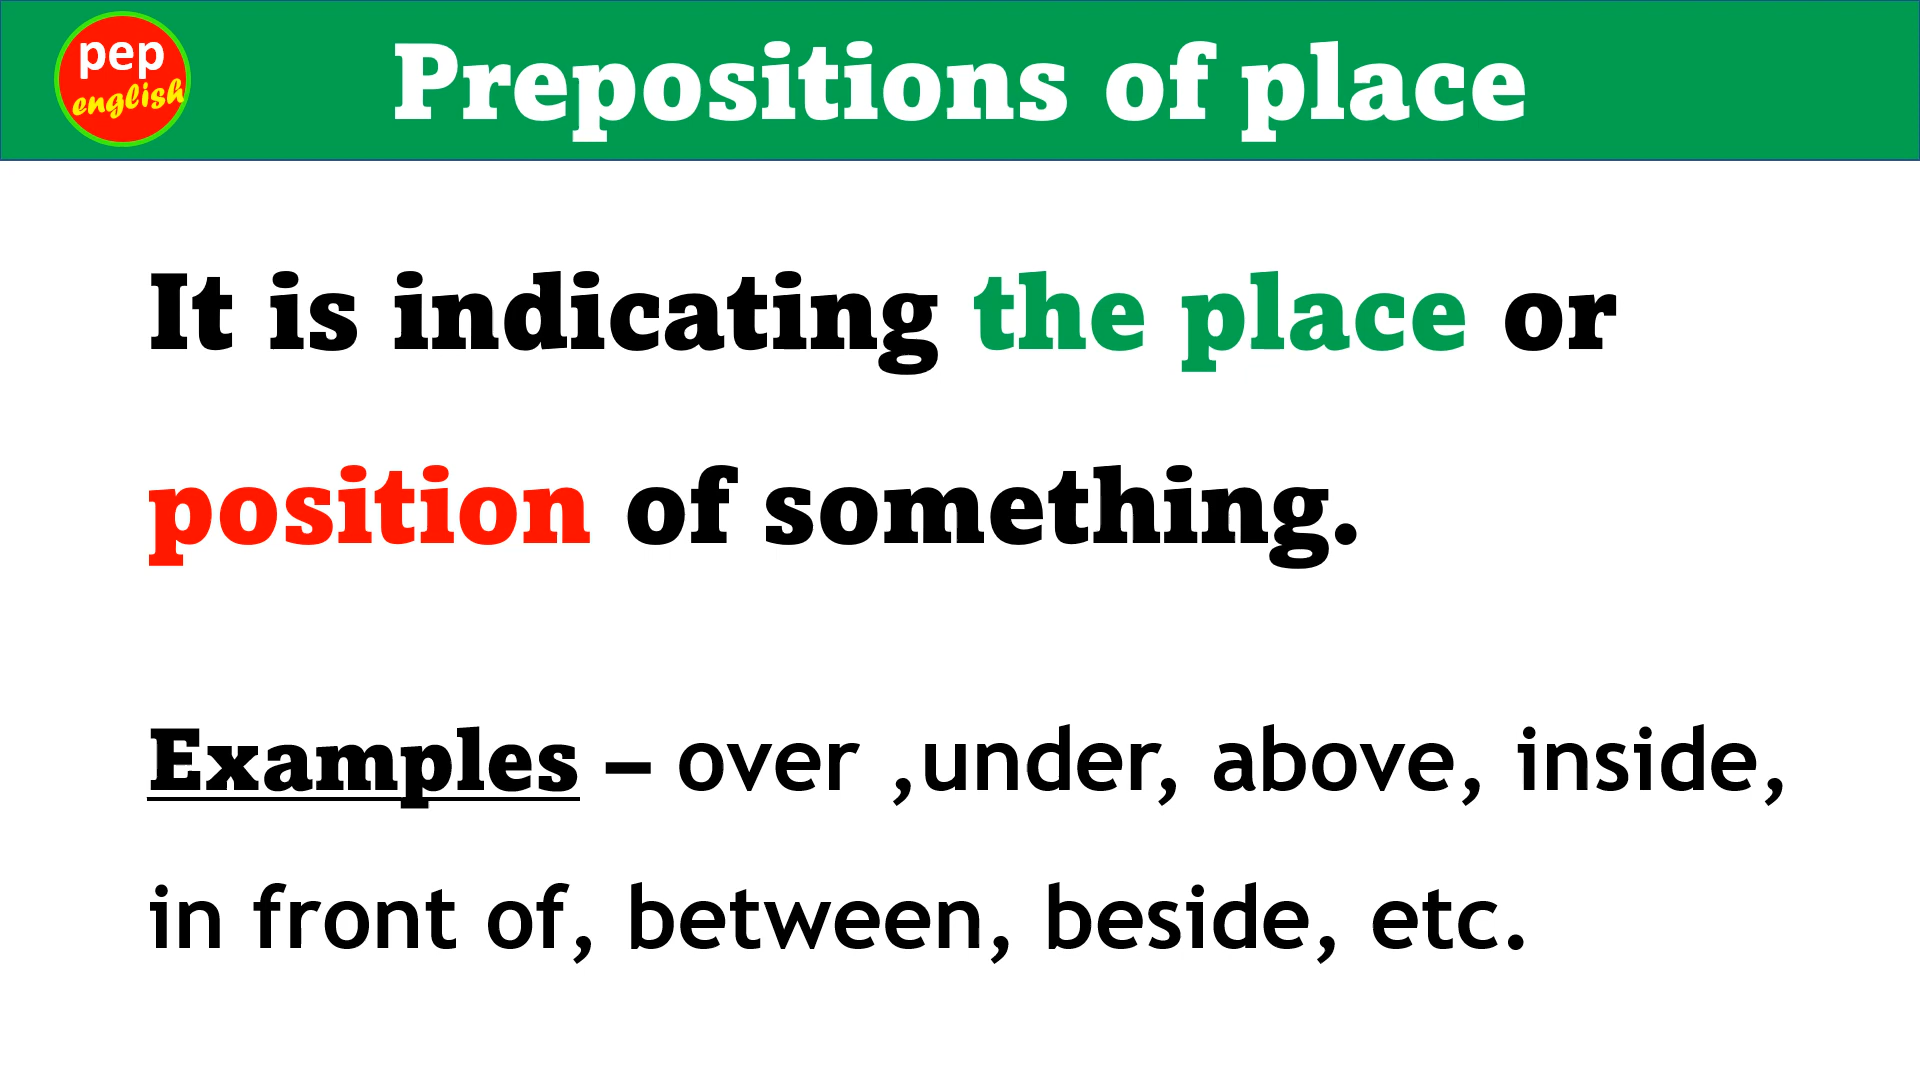 pep
english
Prepositions of place
It is indicating the place or
position of something.
Examples – over ,under, above, inside,
in front of, between, beside, etc.